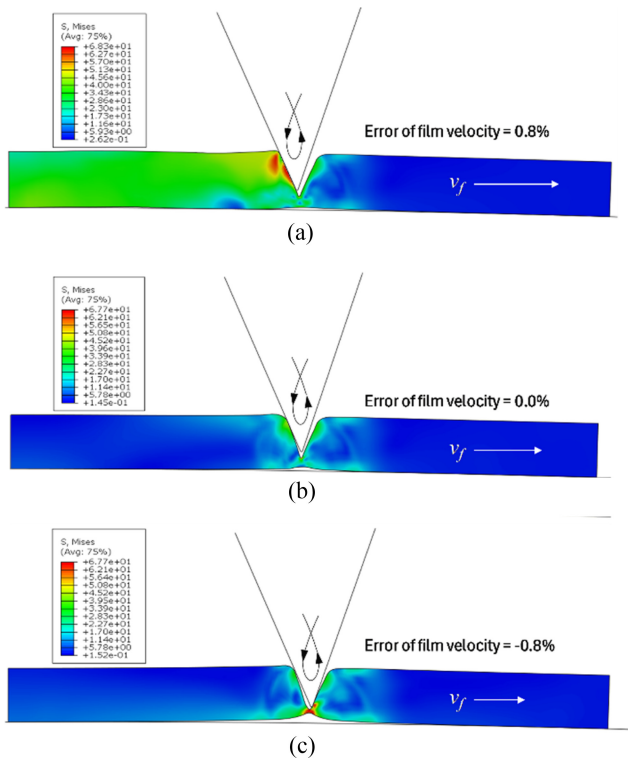 S, Mises
(Avg: 75%)
+6.83e+01
+6.27e+01
+5.70e+01
+5.13e+01
+4.56e+01
+4.00e+01
+3.43e+01
+2.86e+01
+2.30e+01
+1.73e+01
+1.16e+01
+5.93e+00
+2.62e-01
Error of film velocity = 0.8%
vf
(a)
S, Mises
(Avg: 75%)
+6.77e+01
+6.21e+01
+5.65e+01
+5.08e+01
+4.52e+01
+3.96e+01
+3.39e+01
+2.83e+01
+2.27e+01
+1.70e+01
+1.14e+01
+5.78e+00
+1.45e-01
Error of film velocity = 0.0%
vf
(b)
S, Mises
(Avg: 75%)
+6.77e+01
+6.21e+01
+5.64e+01
+5.08e+01
+4.52e+01
+3.95e+01
+3.39e+01
+2.83e+01
+2.27e+01
+1.70e+01
+1.14e+01
+5.78e+00
+1.52e-01
Error of film velocity = -0.8%
vf
(c)